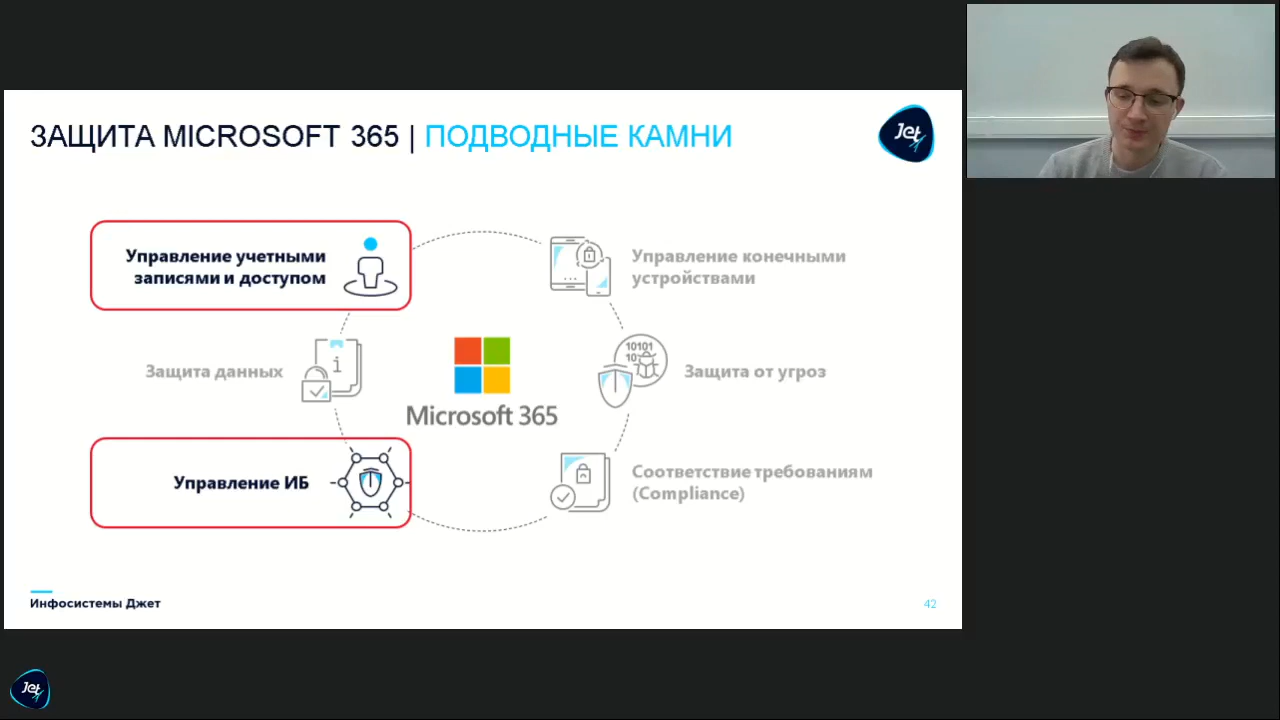 ЗАЩИТА MICROSOFT 365 | ПОДВОДНЫЕ КАМНИ
Jet
Управление учетными
записями и доступом
Управление конечными
устройствами
Защита данных
i
10101
10
Защита от угроз
Microsoft 365
Управление ИБ
Соответствие требованиям
(Compliance)
Инфосистемы Джет
42
Jet